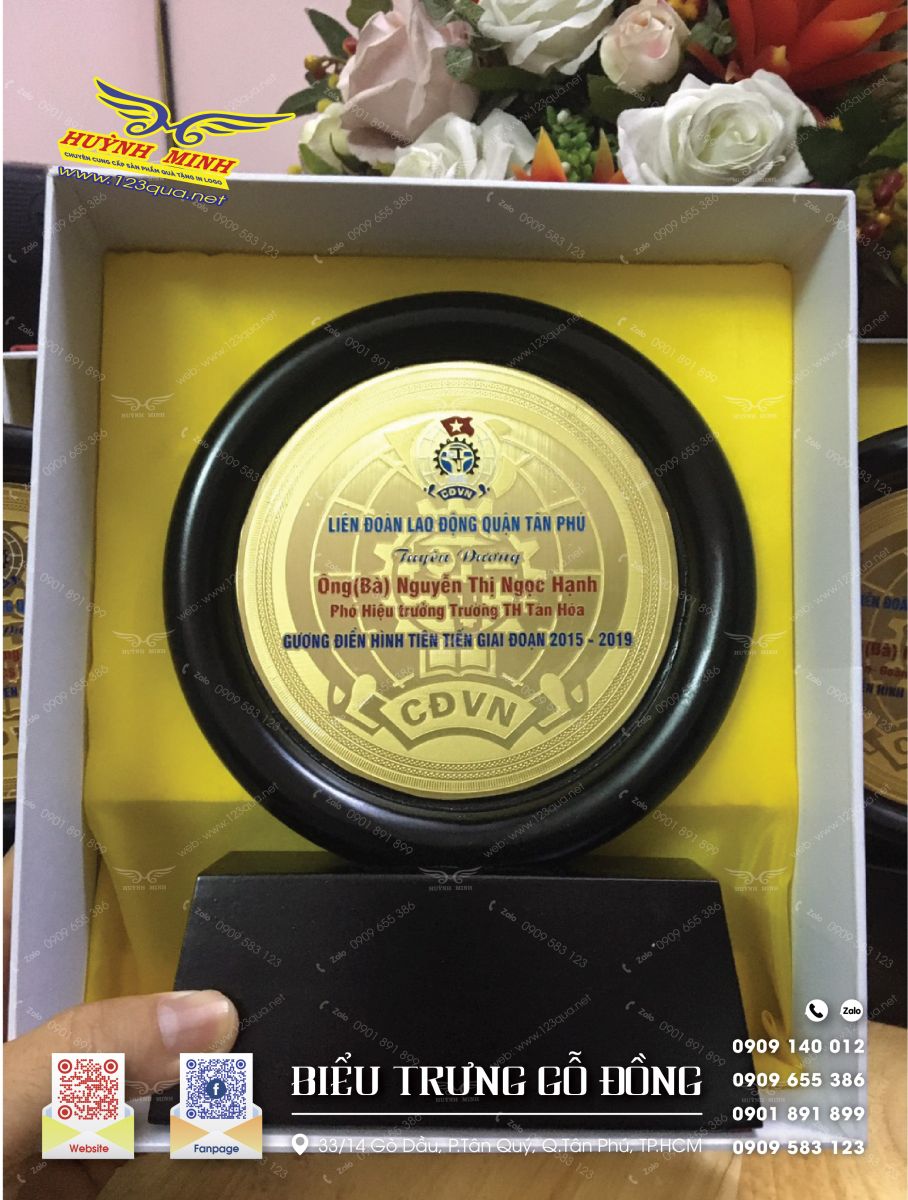 HUỲNH MINH
CHUYÊN CUNG CẤP SẢN PHẨM QUÀ TẶNG IN LOGO
www.123qua.net
CĐVN
LIÊN ĐOÀN LAO ĐỘNG QUẬN TÂN PHÚ
Tuyên Dương
Ông(Bà) Nguyễn Thị Ngọc Hạnh
Phó Hiệu trưởng Trường TH Tân Hóa
GƯƠNG ĐIỂN HÌNH TIÊN TIẾN GIAI ĐOẠN 2015 - 2019
CĐVN
Zalo
0909 140 012
0909 655 386
0901 891 899
0909 583 123
BIỂU TRƯNG GỖ ĐỒNG
33/14 Gò Dầu, P.Tân Quý, Q.Tân Phú, TP.HCM
Website
Fanpage